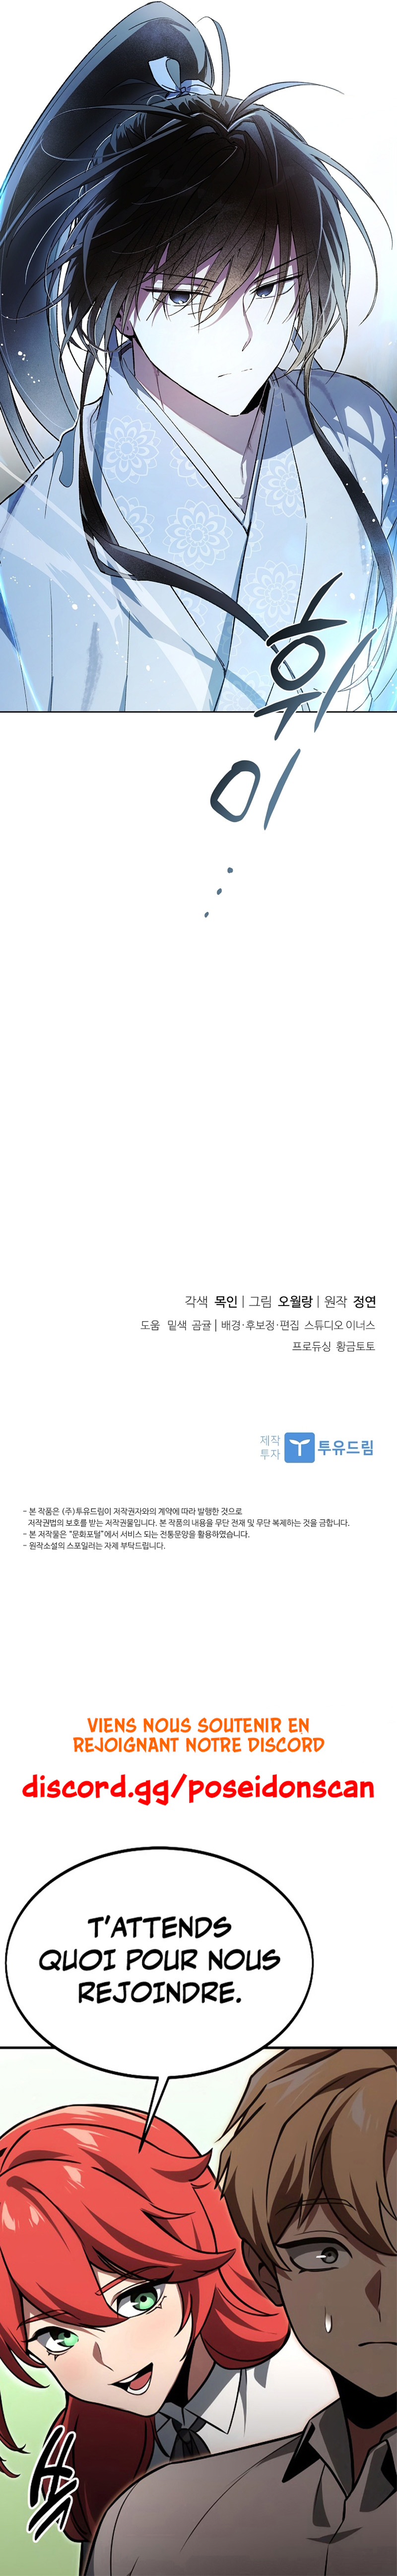 휘
이
...
각색 목인 | 그림 오월랑 | 원작 정연
도움 밑색 곰귤 | 배경·후보정·편집 스튜디오 이너스
프로듀싱 황금토토
제작
투자
투유드림
- 본 작품은 (주)투유드림이 저작권자와의 계약에 따라 발행한 것으로
저작권법의 보호를 받는 저작권물입니다. 본 작품의 내용을 무단 전재 및 무단 복제하는 것을 금합니다.
- 본 저작물은 "문화포털"에서 서비스 되는 전통문양을 활용하였습니다.
- 원작소설의 스포일러는 자제 부탁드립니다.
VIENS NOUS SOUTENIR EN
REJOIGNANT NOTRE DISCORD
discord.gg/poseidonscan
T'ATTENDS
QUOI POUR NOUS
REJOINDRE.